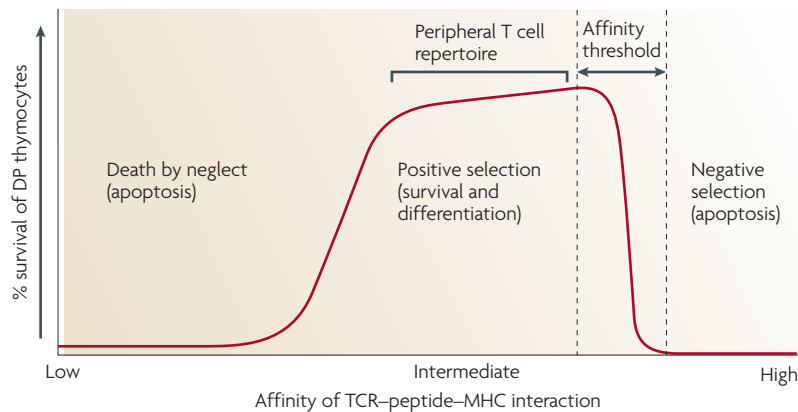 Peripheral T cell
repertoire
Affinity
threshold
% survival of DP thymocytes
Death by neglect
(apoptosis)
Positive selection
(survival and
differentiation)
Negative
selection
(apoptosis)
Low
Intermediate
High
Affinity of TCR–peptide–MHC interaction